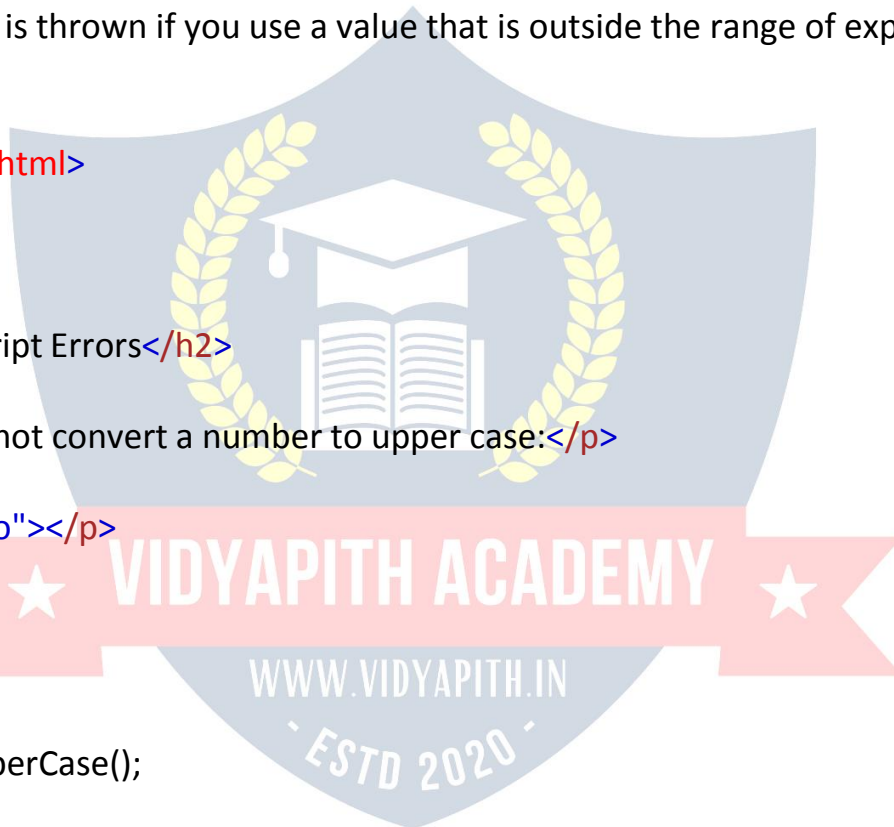 is thrown if you use a value that is outside the range of exp
html>
ript Errors</h2>
not convert a number to upper case:</p>
o"></p>
VIDYAPITH ACADEMY
WWW.VIDYAPITH.IN
ESTD 2020
perCase();